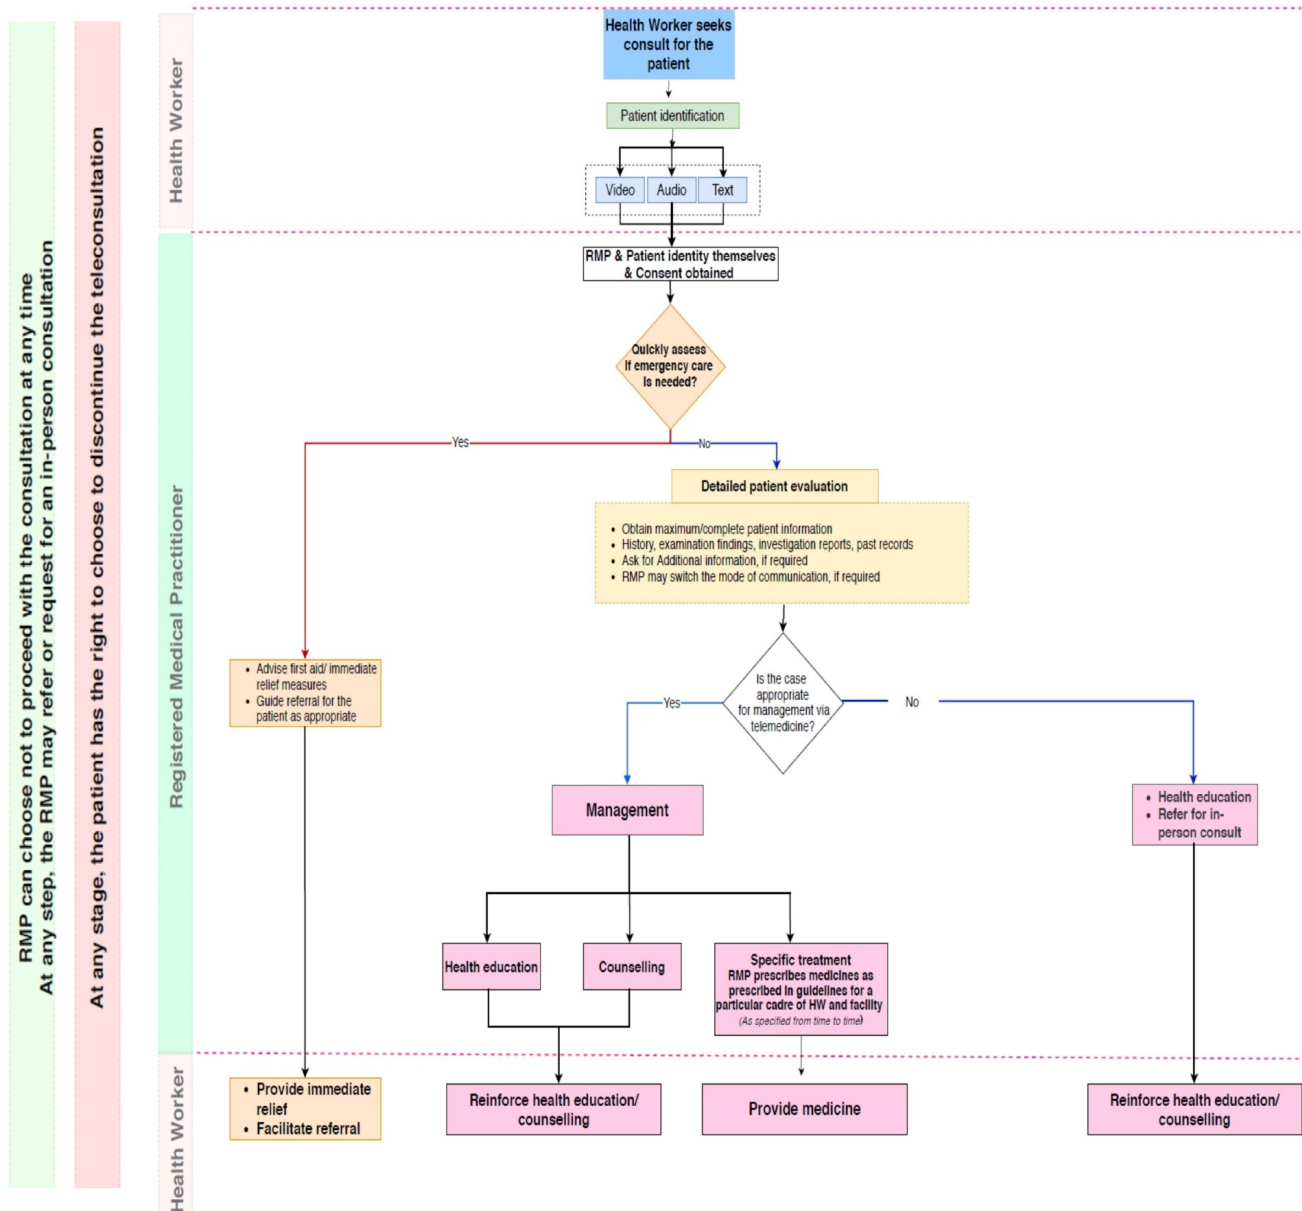 RMP can choose not to proceed with the consultation at any time
At any step, the RMP may refer or request for an in-person consultation
At any stage, the patient has the right to choose to discontinue the teleconsultation
Health Worker
Health Worker seeks
consult for the
patient
Patient identification
Video
Audio
Text
Registered Medical Practitioner
RMP & Patient identity themselves
& Consent obtained
Quickly assess
if emergency care
is needed?
Yes
No
Detailed patient evaluation
• Obtain maximum/complete patient information
• History, examination findings, investigation reports, past records
• Ask for Additional information, if required
• RMP may switch the mode of communication, if required
• Advise first aid/ immediate
relief measures
• Guide referral for the
patient as appropriate
Is the case
appropriate
for management via
telemedicine?
Yes
No
Management
• Health education
• Refer for in-
person consult
Health education
Counselling
Specific treatment
RMP prescribes medicines as
prescribed in guidelines for a
particular cadre of HW and facility
(As specified from time to time)
Health Worker
• Provide immediate
relief
• Facilitate referral
Reinforce health education/
counselling
Provide medicine
Reinforce health education/
counselling